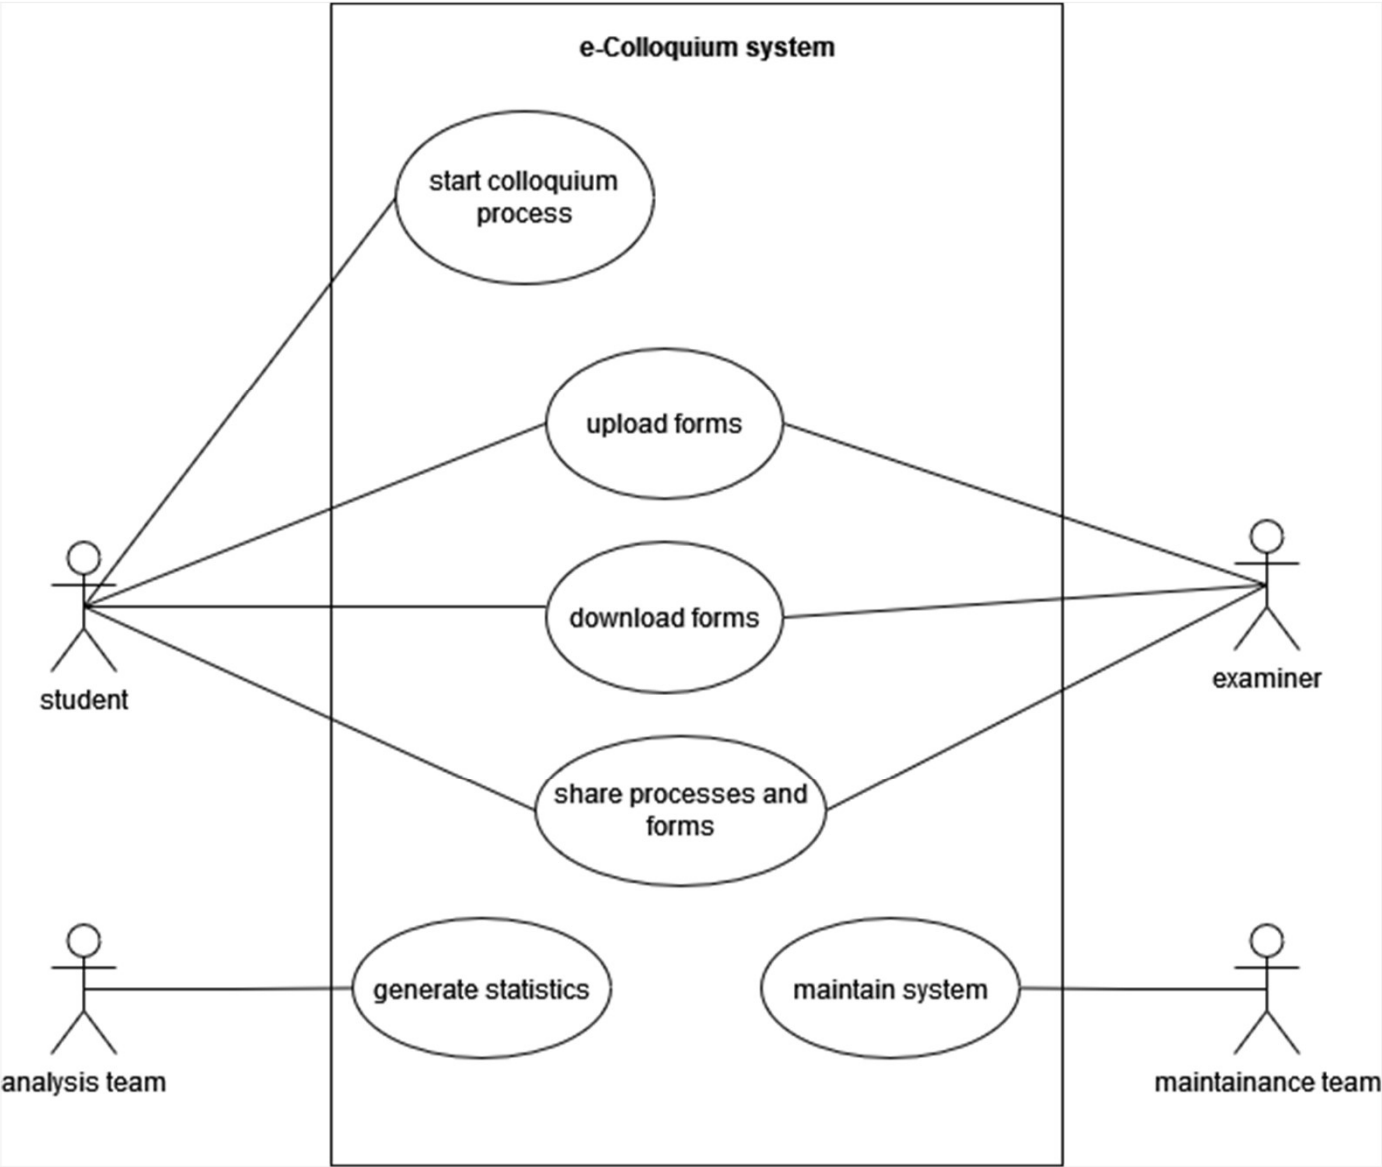 e-Colloquium system
start colloquium
process
upload forms
download forms
student
examiner
share processes and
forms
generate statistics
maintain system
analysis team
maintainance team